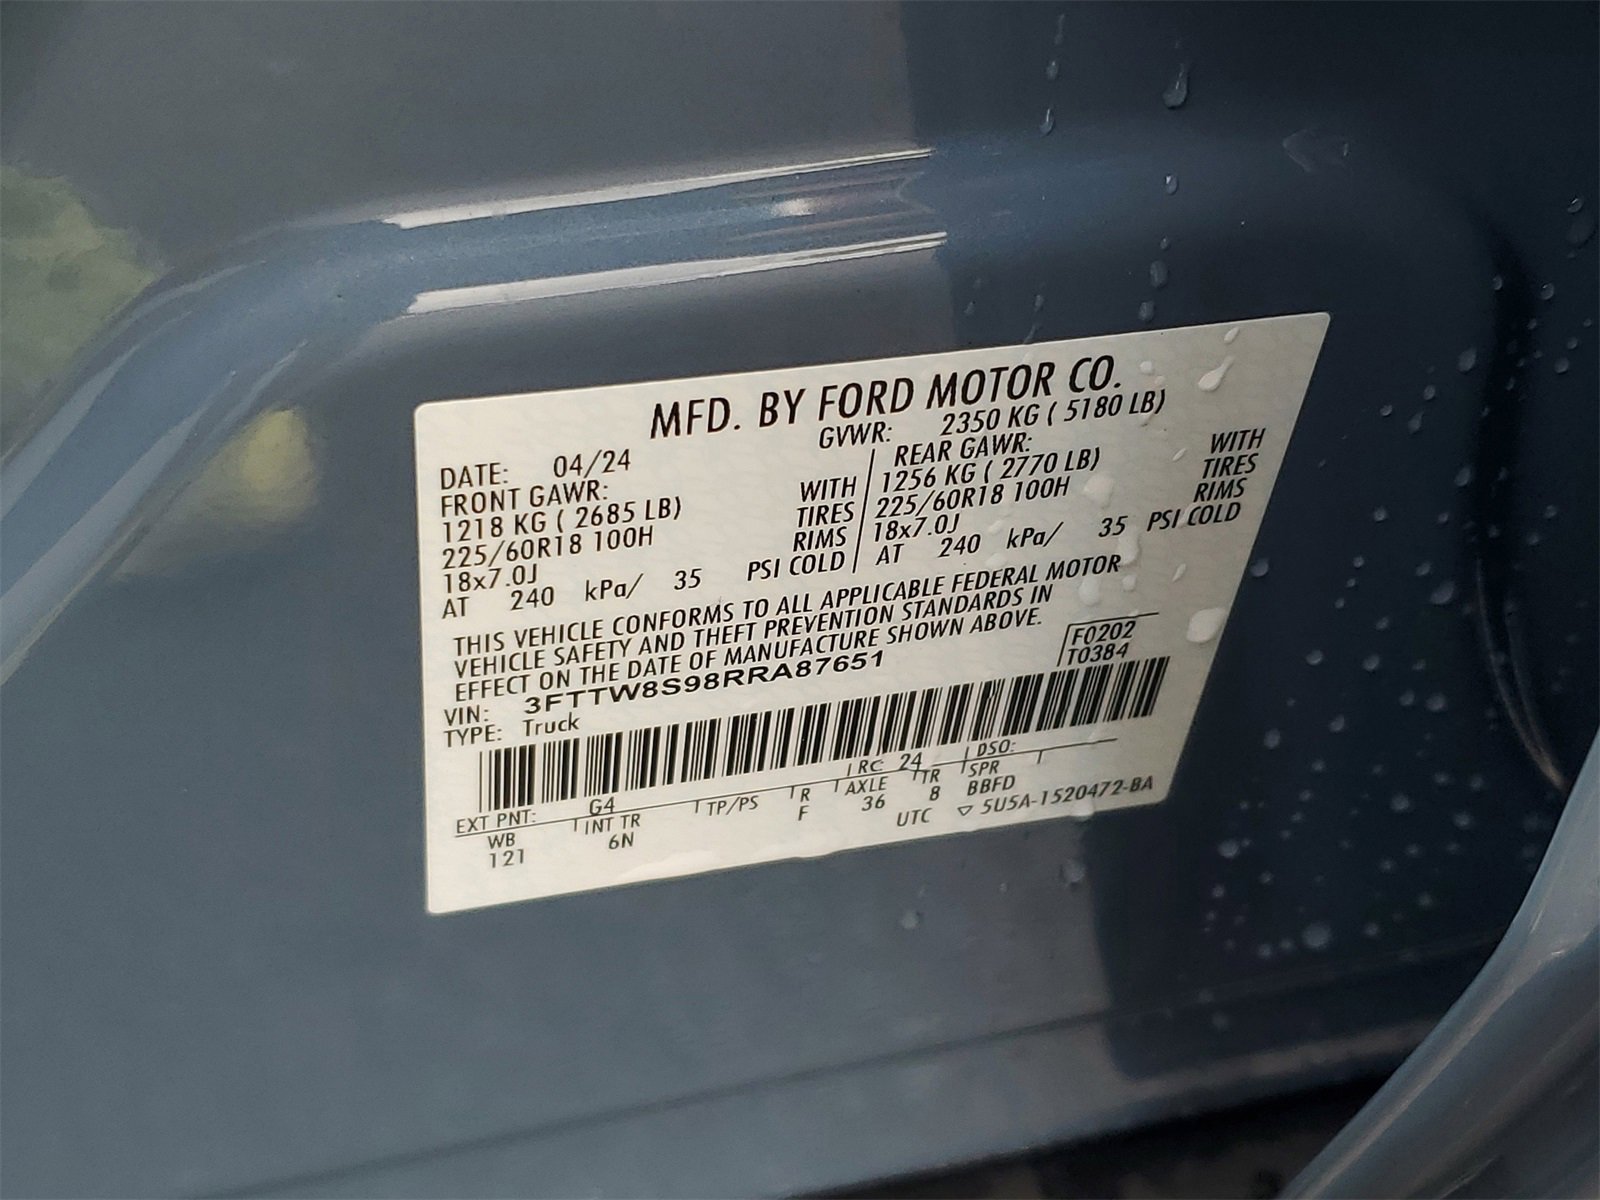 MFD. BY FORD MOTOR CO.
DATE: 04/24 GVWR: 2350 KG ( 5180 LB)
FRONT GAWR: REAR GAWR:
1218 KG ( 2685 LB) WITH 1256 KG ( 2770 LB) WITH
225/60R18 100H TIRES 225/60R18 100H TIRES
18x7.0J RIMS 18x7.0J RIMS
AT 240 kPa/ 35 PSI COLD AT 240 kPa/ 35 PSI COLD
THIS VEHICLE CONFORMS TO ALL APPLICABLE FEDERAL MOTOR
VEHICLE SAFETY AND THEFT PREVENTION STANDARDS IN
EFFECT ON THE DATE OF MANUFACTURE SHOWN ABOVE.
VIN: 3FTTW8S98RRA87651 F0202
TYPE: Truck T0384
EXT PNT: G4 RC: 24 DSO:
WB INT TR TP/PS R AXLE TR SPR
121 6N F 36 8 BBFD
UTC ▽ 5U5A-1520472-BA